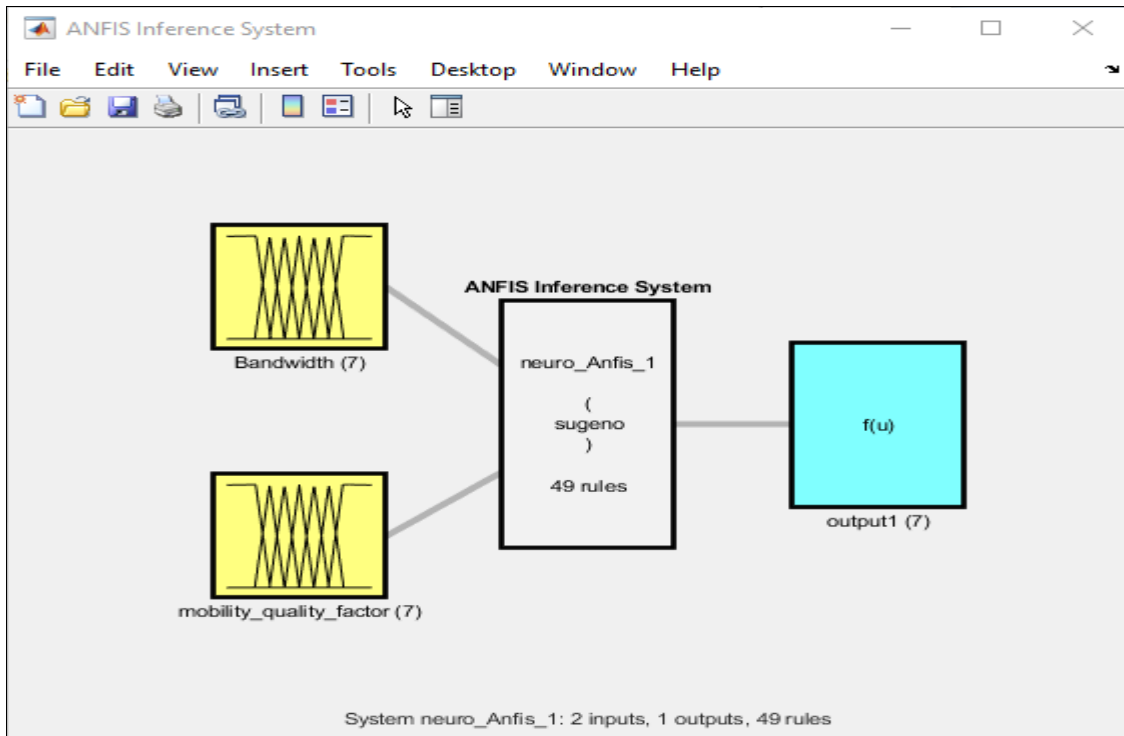 ANFIS Inference System
File Edit View Insert Tools Desktop Window Help
Bandwidth (7)
mobility_quality_factor (7)
ANFIS Inference System
neuro_Anfis_1
(
sugeno
)
49 rules
f(u)
output1 (7)
System neuro_Anfis_1: 2 inputs, 1 outputs, 49 rules